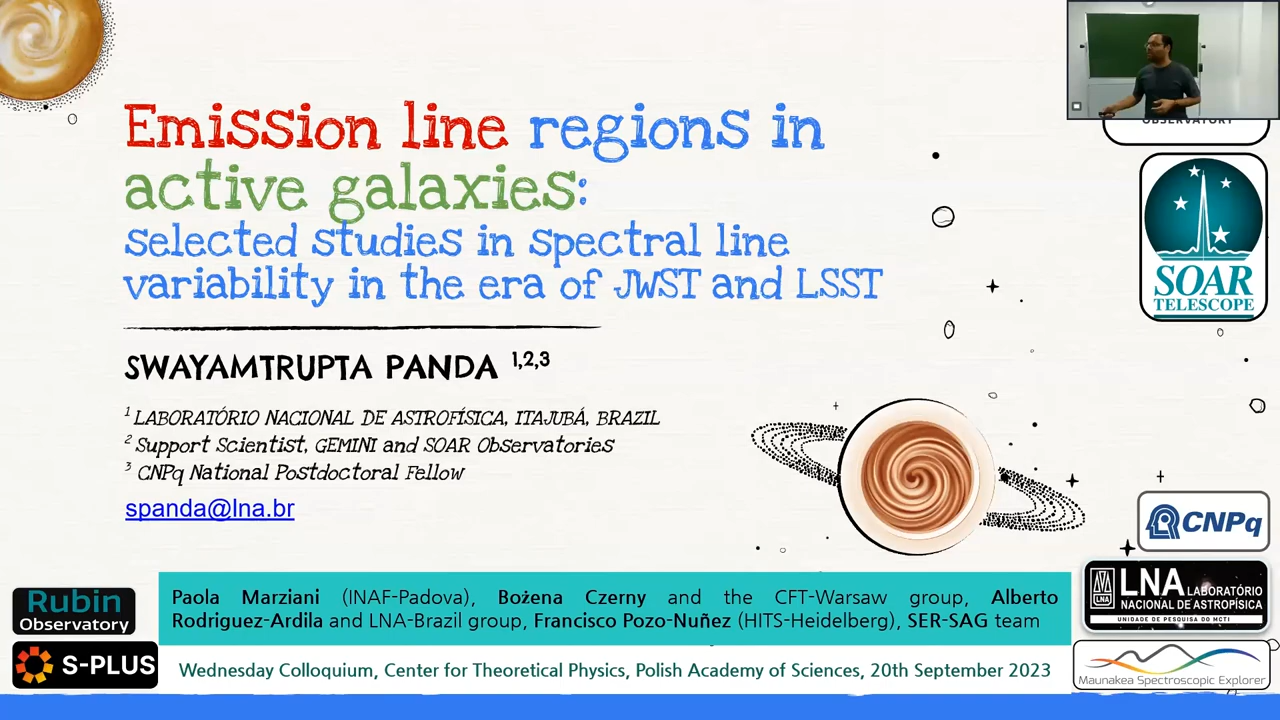 Emission line regions in
active galaxies:
selected studies in spectral line
variability in the era of JWST and LSST
SWAYAMTRUPTA PANDA 1,2,3
1 LABORATÓRIO NACIONAL DE ASTROFÍSICA, ITAJUBÁ, BRAZIL
2 Support Scientist, GEMINI and SOAR Observatories
3 CNPq National Postdoctoral Fellow
spanda@lna.br
OBSERVATORY
SOAR
TELESCOPE
CNPq
LNA LABORATÓRIO
NACIONAL DE ASTROFÍSICA
UNIDADE DE PESQUISA DO MCTI
Maunakea Spectroscopic Explorer
Rubin
Observatory
S-PLUS
Paola Marziani (INAF-Padova), Bożena Czerny and the CFT-Warsaw group, Alberto
Rodriguez-Ardila and LNA-Brazil group, Francisco Pozo-Nuñez (HITS-Heidelberg), SER-SAG team
Wednesday Colloquium, Center for Theoretical Physics, Polish Academy of Sciences, 20th September 2023